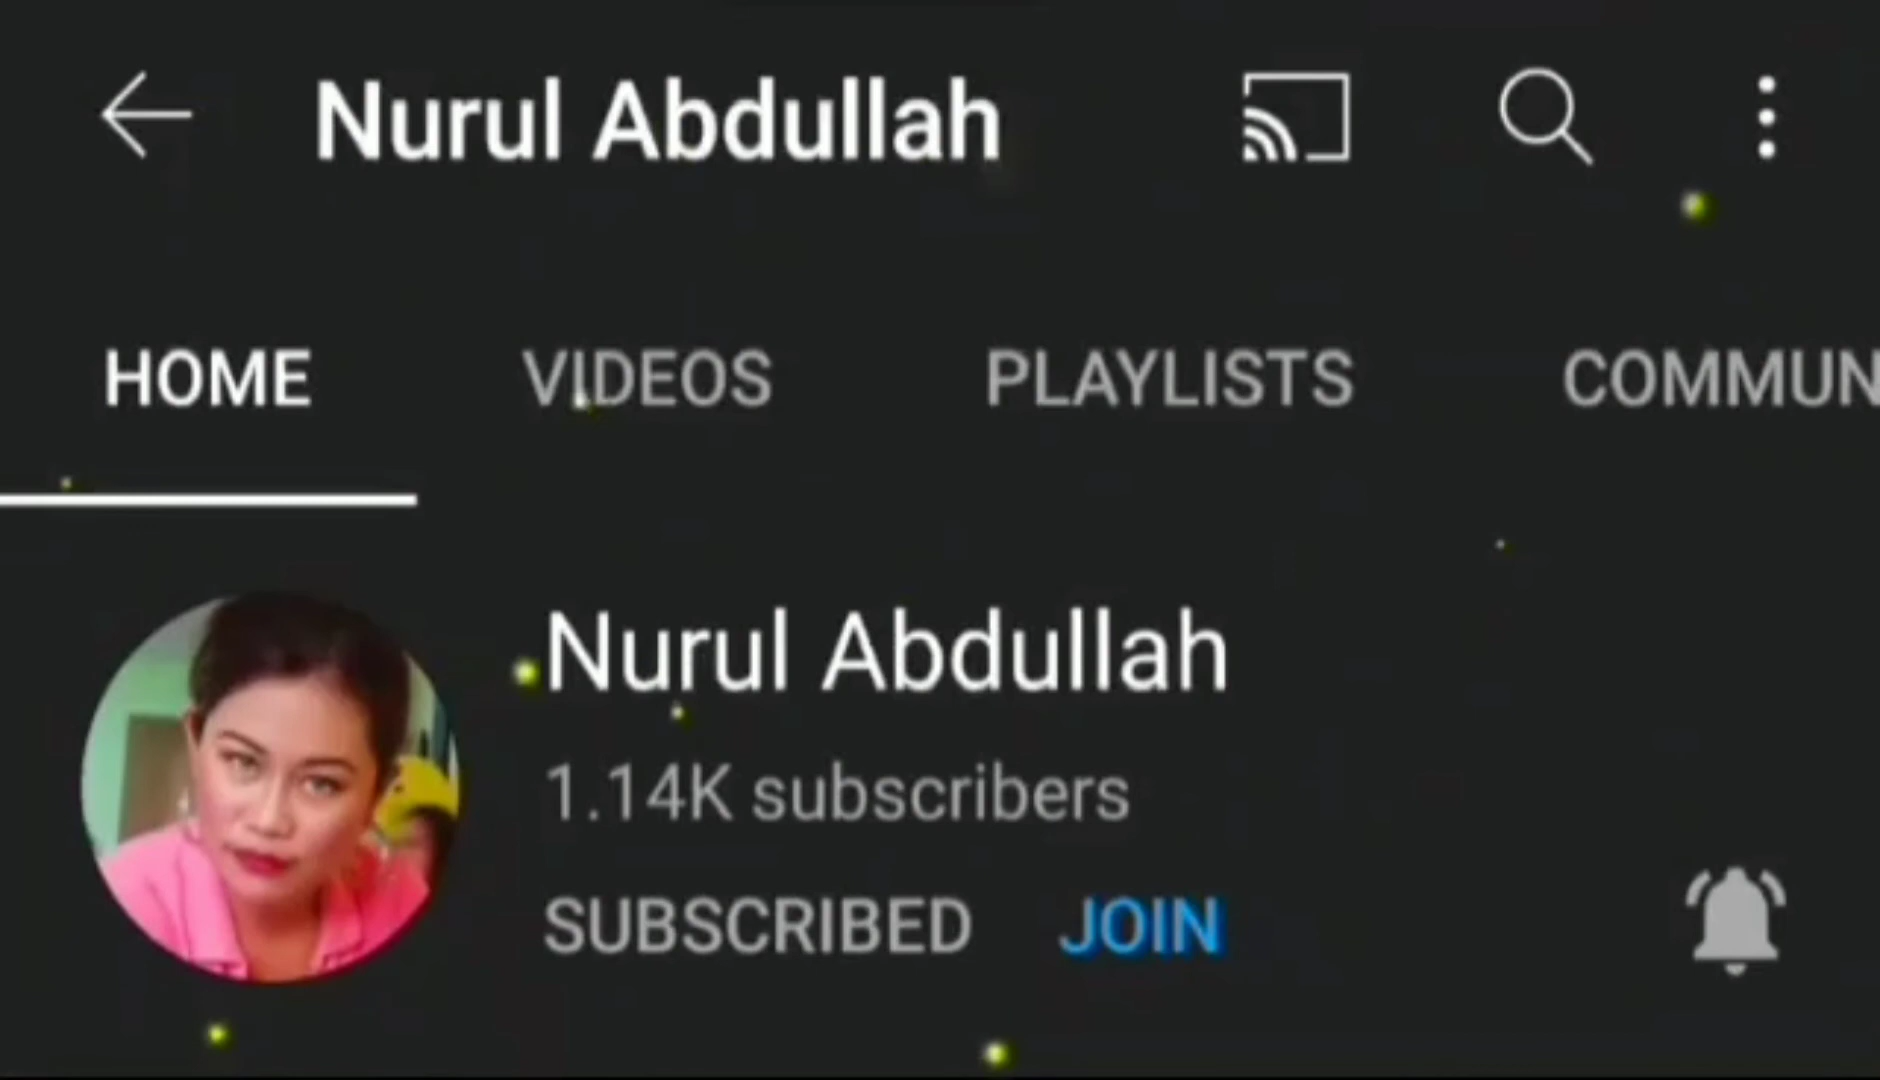 Nurul Abdullah
HOME VIDEOS PLAYLISTS COMMUN
Nurul Abdullah
1.14K subscribers
SUBSCRIBED JOIN